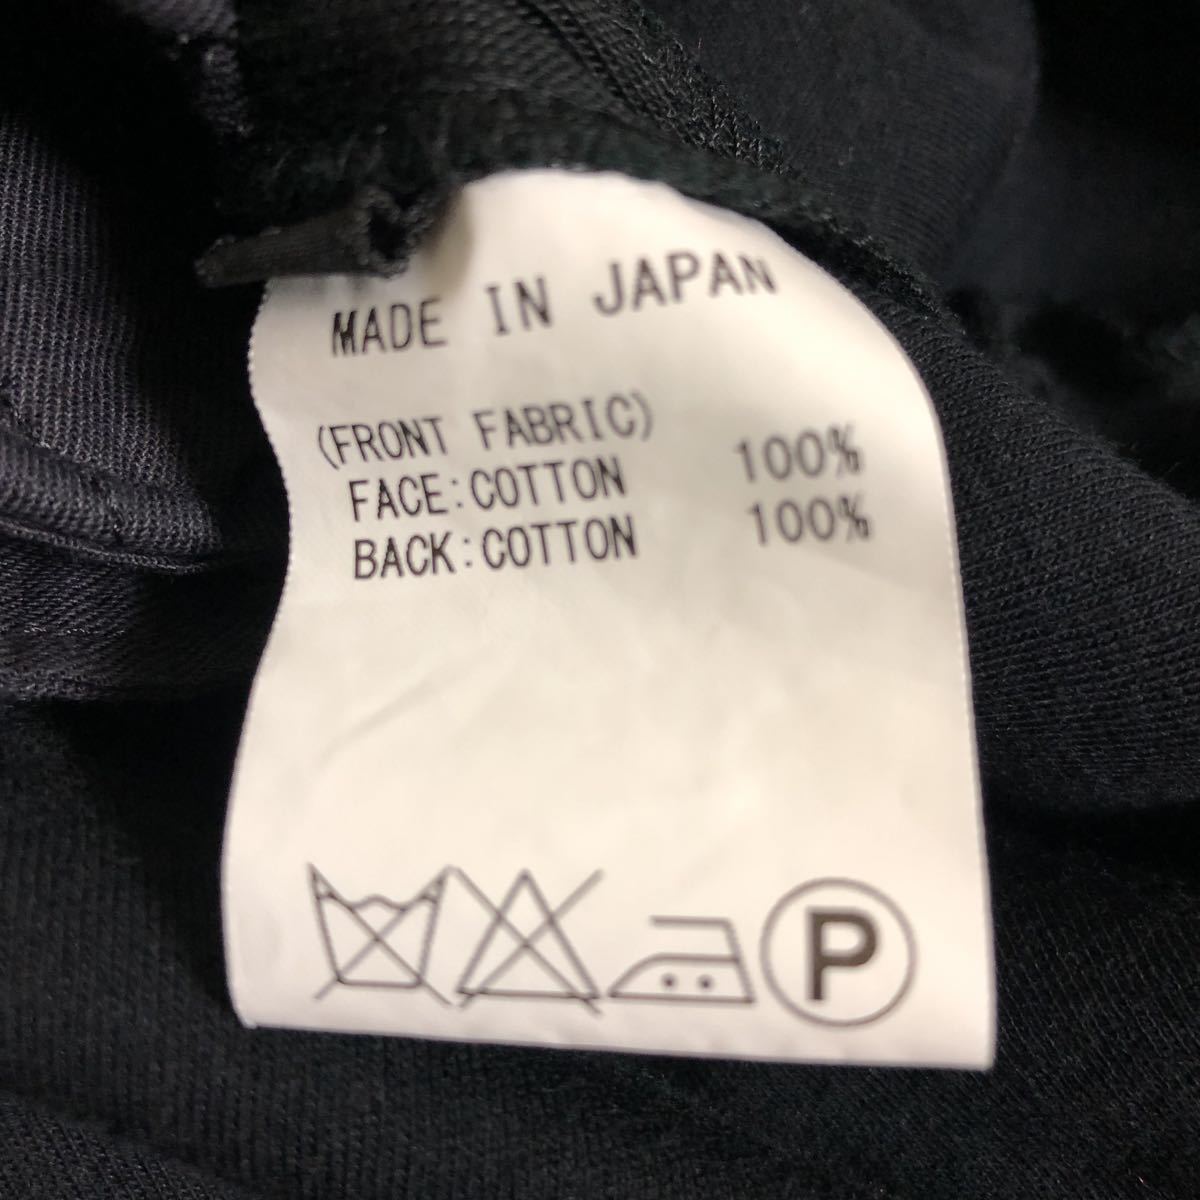 MADE IN JAPAN
(FRONT FABRIC)
FACE:COTTON 100%
BACK:COTTON 100%
P